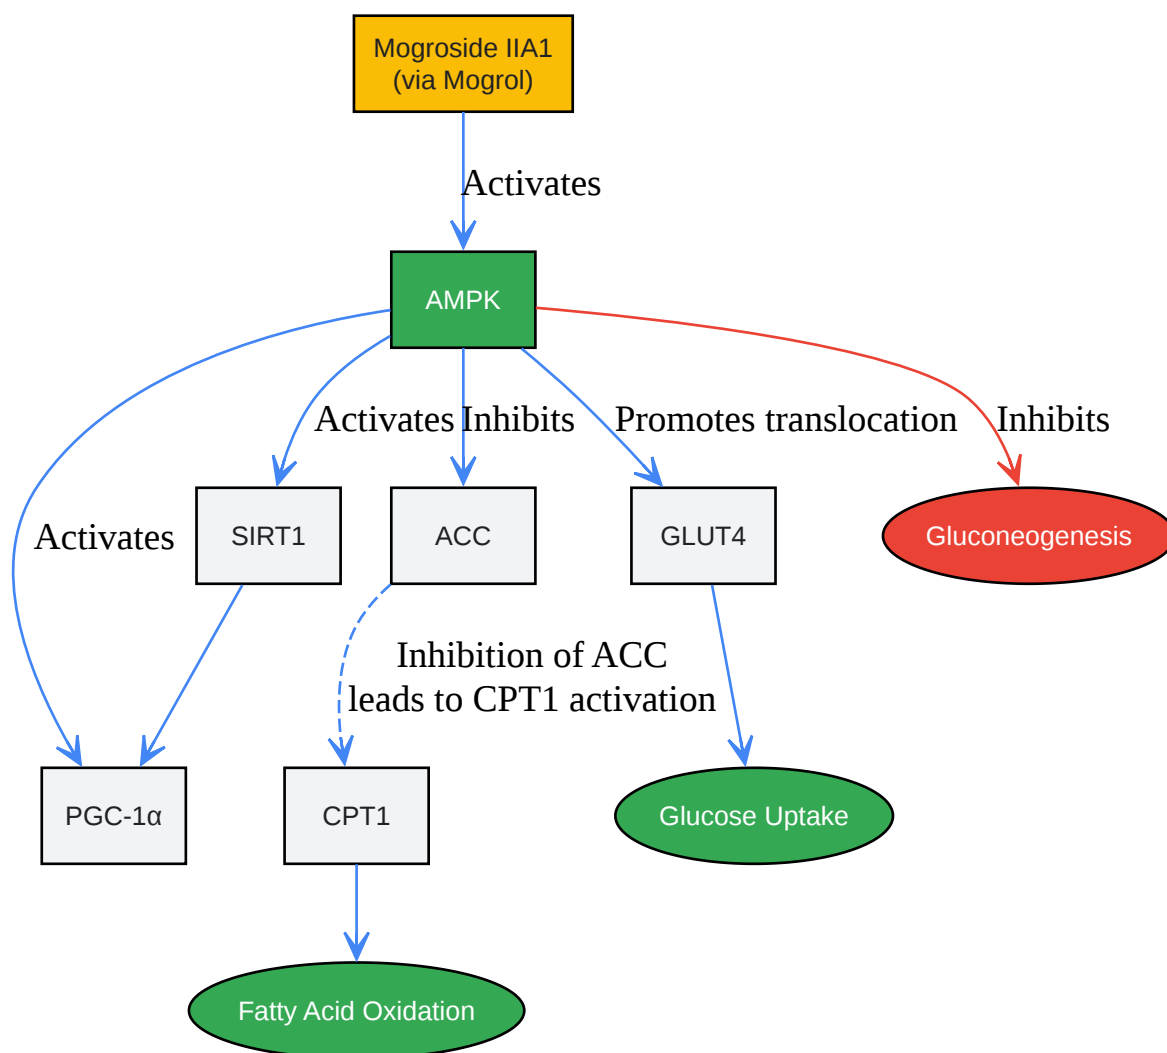 Mogroside IIA1
(via Mogrol)
Activates
AMPK
Activates
Inhibits
Promotes translocation
Inhibits
Activates
SIRT1
ACC
GLUT4
Gluconeogenesis
Inhibition of ACC
leads to CPT1 activation
PGC-1α
CPT1
Glucose Uptake
Fatty Acid Oxidation